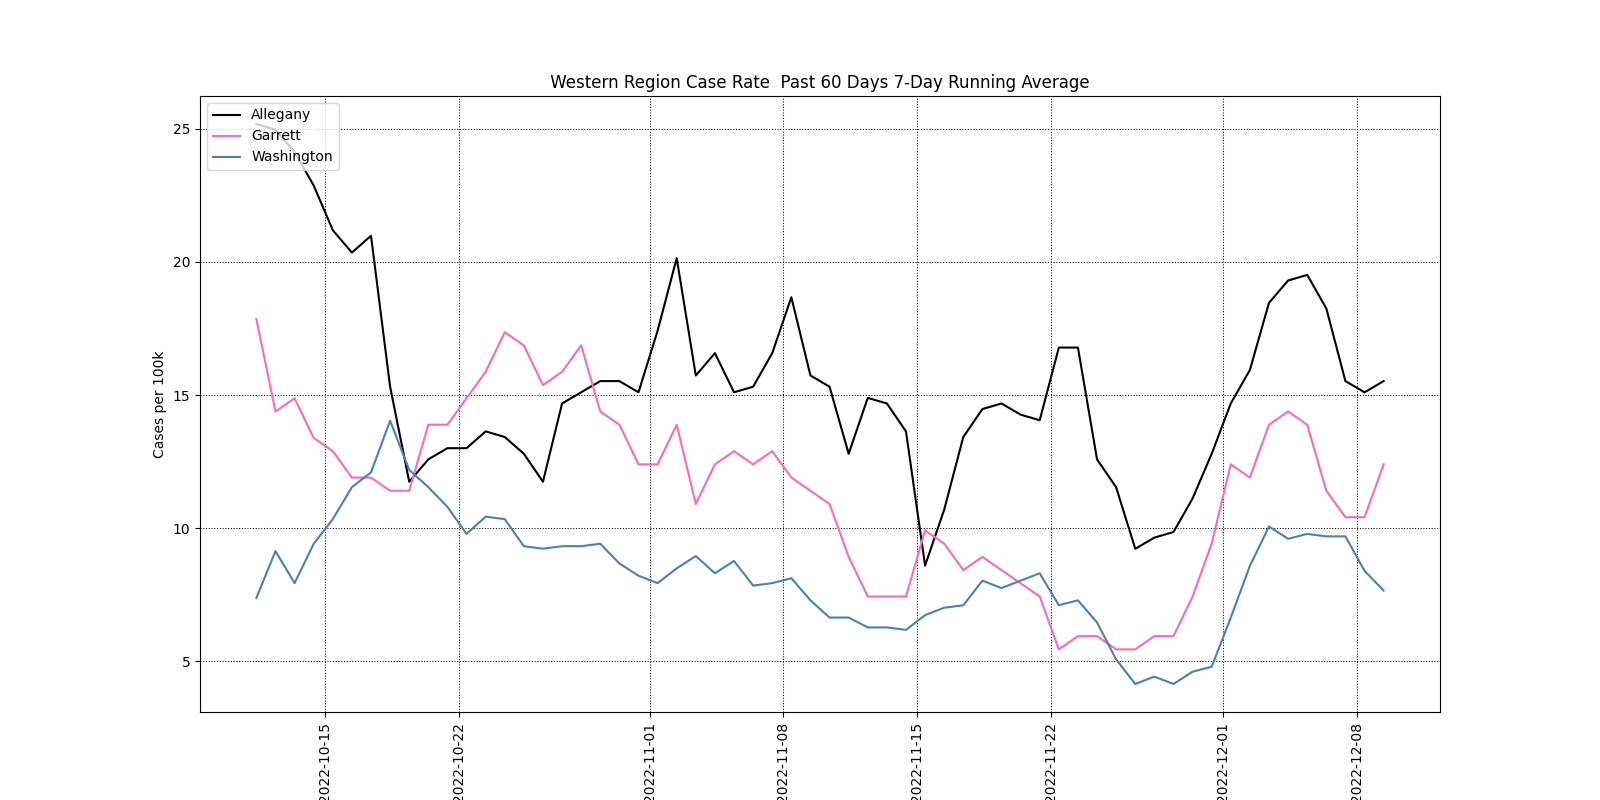 Western Region Case Rate  Past 60 Days 7-Day Running Average
Allegany
Garrett
Washington
Cases per 100k
25
20
15
10
5
2022-10-15
2022-10-22
2022-11-01
2022-11-08
2022-11-15
2022-11-22
2022-12-01
2022-12-08